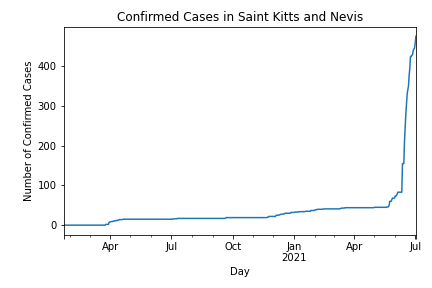 Confirmed Cases in Saint Kitts and Nevis
Number of Confirmed Cases
400
300
200
100
0
Apr Jul Oct Jan Apr Jul
2021
Day